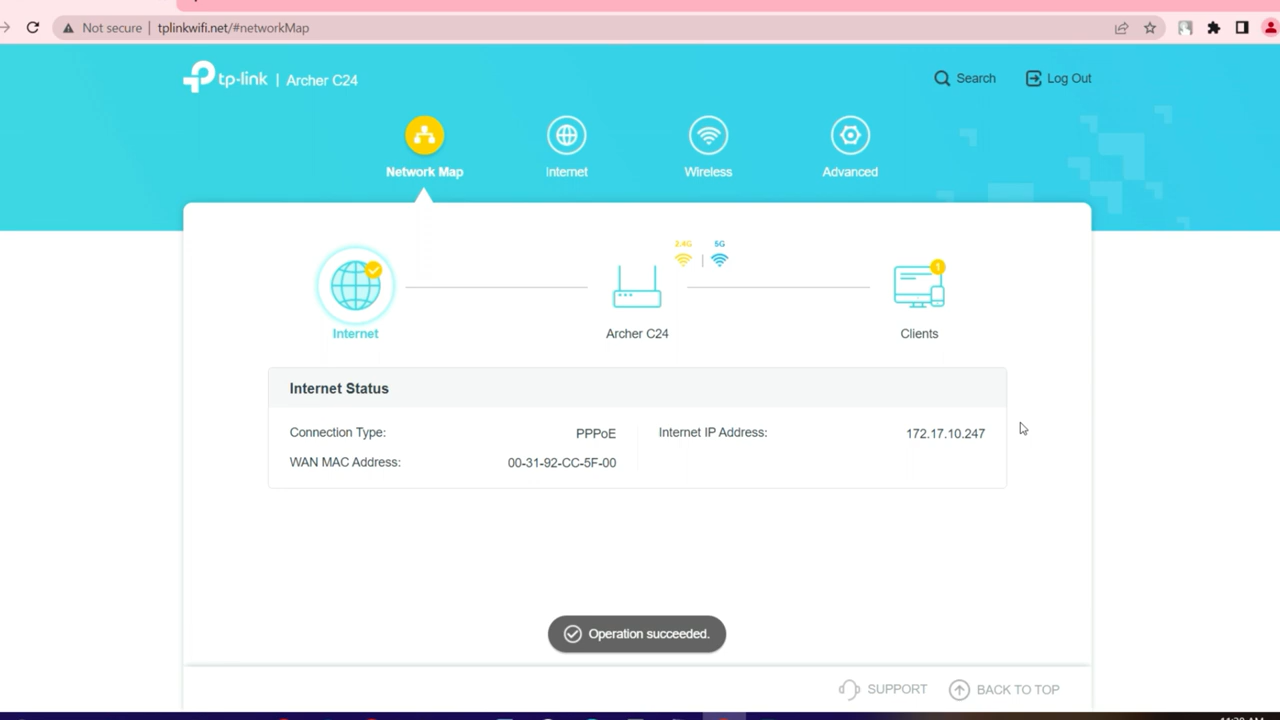 Not secure | tplinkwifi.net/#networkMap
tp-link | Archer C24
Search
Log Out
Network Map
Internet
Wireless
Advanced
2.4G | 5G
1
Internet
Archer C24
Clients
Internet Status
Connection Type: PPPoE
Internet IP Address: 172.17.10.247
WAN MAC Address: 00-31-92-CC-5F-00
Operation succeeded.
SUPPORT
BACK TO TOP